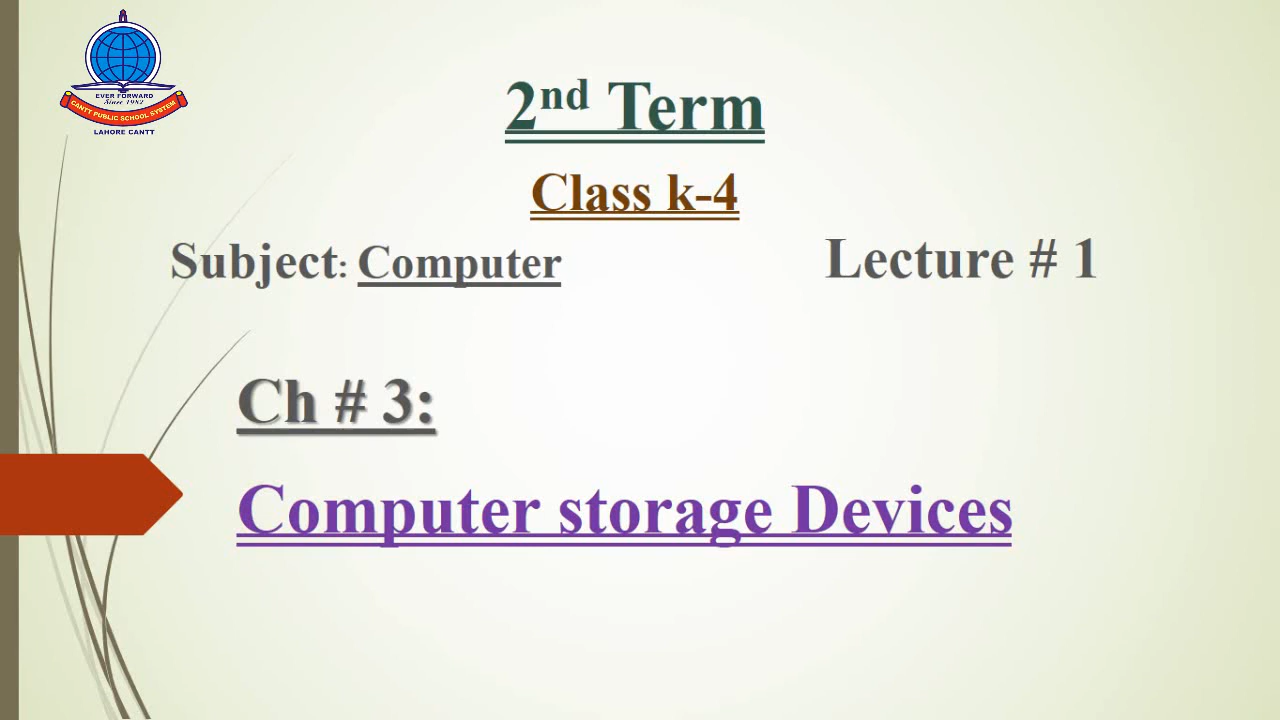 EVER FORWARD
Since 1982
CANTT PUBLIC SCHOOL SYSTEM
LAHORE CANTT
2nd Term
Class k-4
Subject: Computer Lecture # 1
Ch # 3:
Computer storage Devices